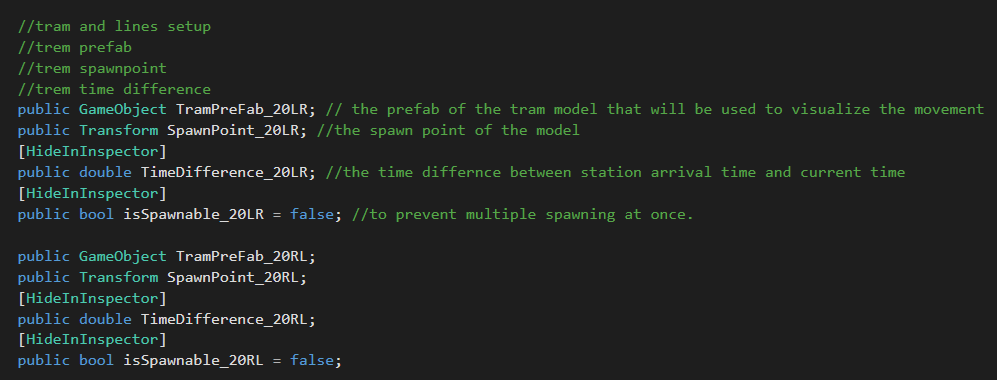 //tram and lines setup
//trem prefab
//trem spawnpoint
//trem time difference
public GameObject TramPreFab_20LR; // the prefab of the tram model that will be used to visualize the movement
public Transform SpawnPoint_20LR; //the spawn point of the model
[HideInInspector]
public double TimeDifference_20LR; //the time differnce between station arrival time and current time
[HideInInspector]
public bool isSpawnable_20LR = false; //to prevent multiple spawning at once.

public GameObject TramPreFab_20RL;
public Transform SpawnPoint_20RL;
[HideInInspector]
public double TimeDifference_20RL;
[HideInInspector]
public bool isSpawnable_20RL = false;